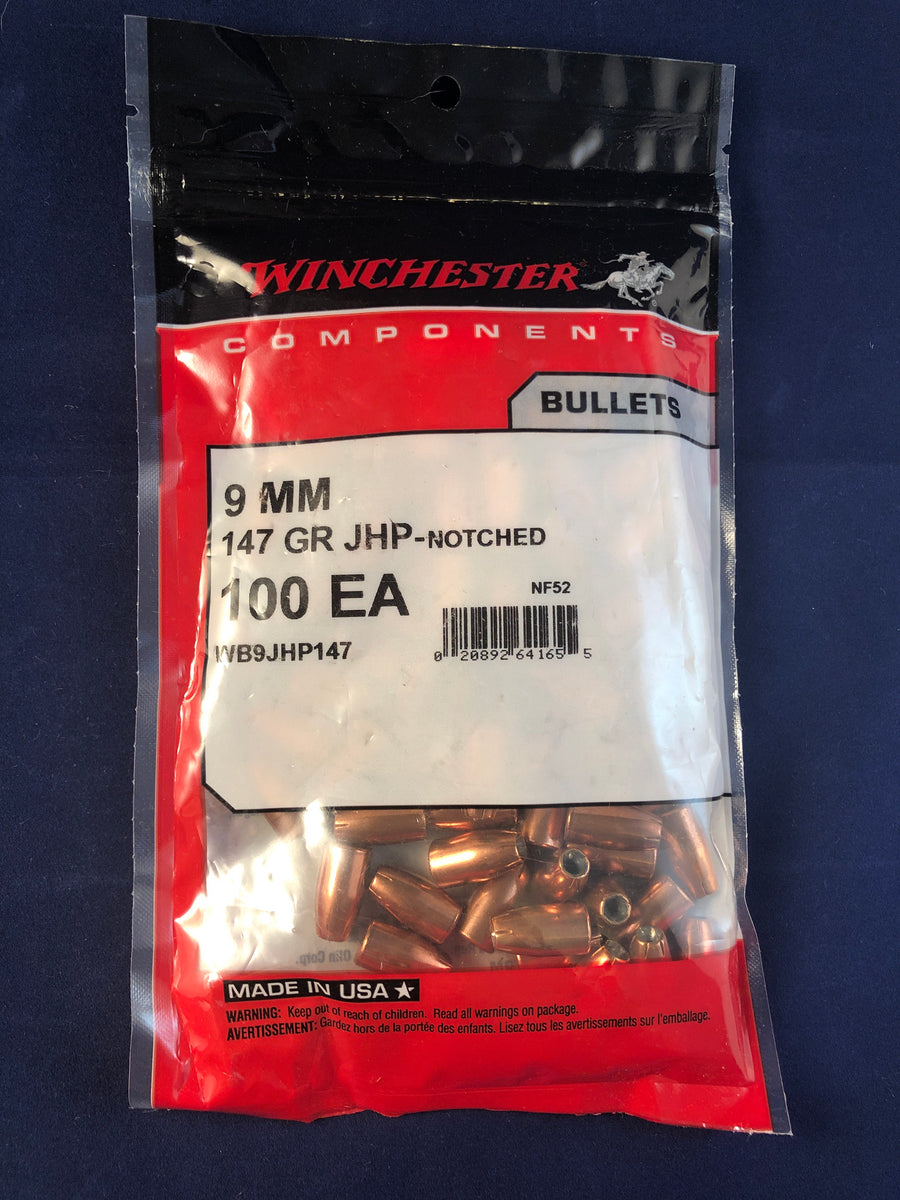 WINCHESTER
COMPONENTS
BULLETS
9 MM
147 GR JHP-NOTCHED
100 EA
NF52
WB9JHP147
0 20892 64165 5
Olin Corp.
MADE IN USA ★
WARNING: Keep out of reach of children. Read all warnings on package.
AVERTISSEMENT: Gardez hors de la portée des enfants. Lisez tous les avertissements sur l'emballage.